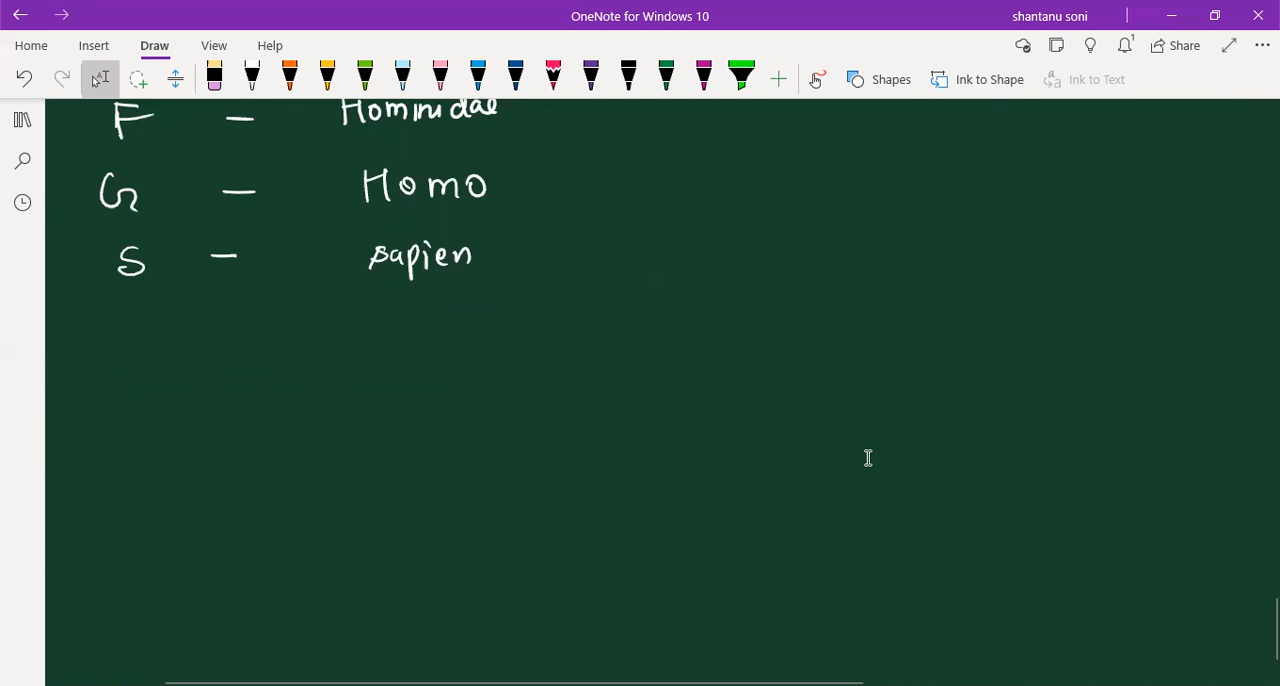 OneNote for Windows 10
shantanu soni
Home Insert Draw View Help
Share
Shapes Ink to Shape Ink to Text
F - Hominidae
G - Homo
S - sapien